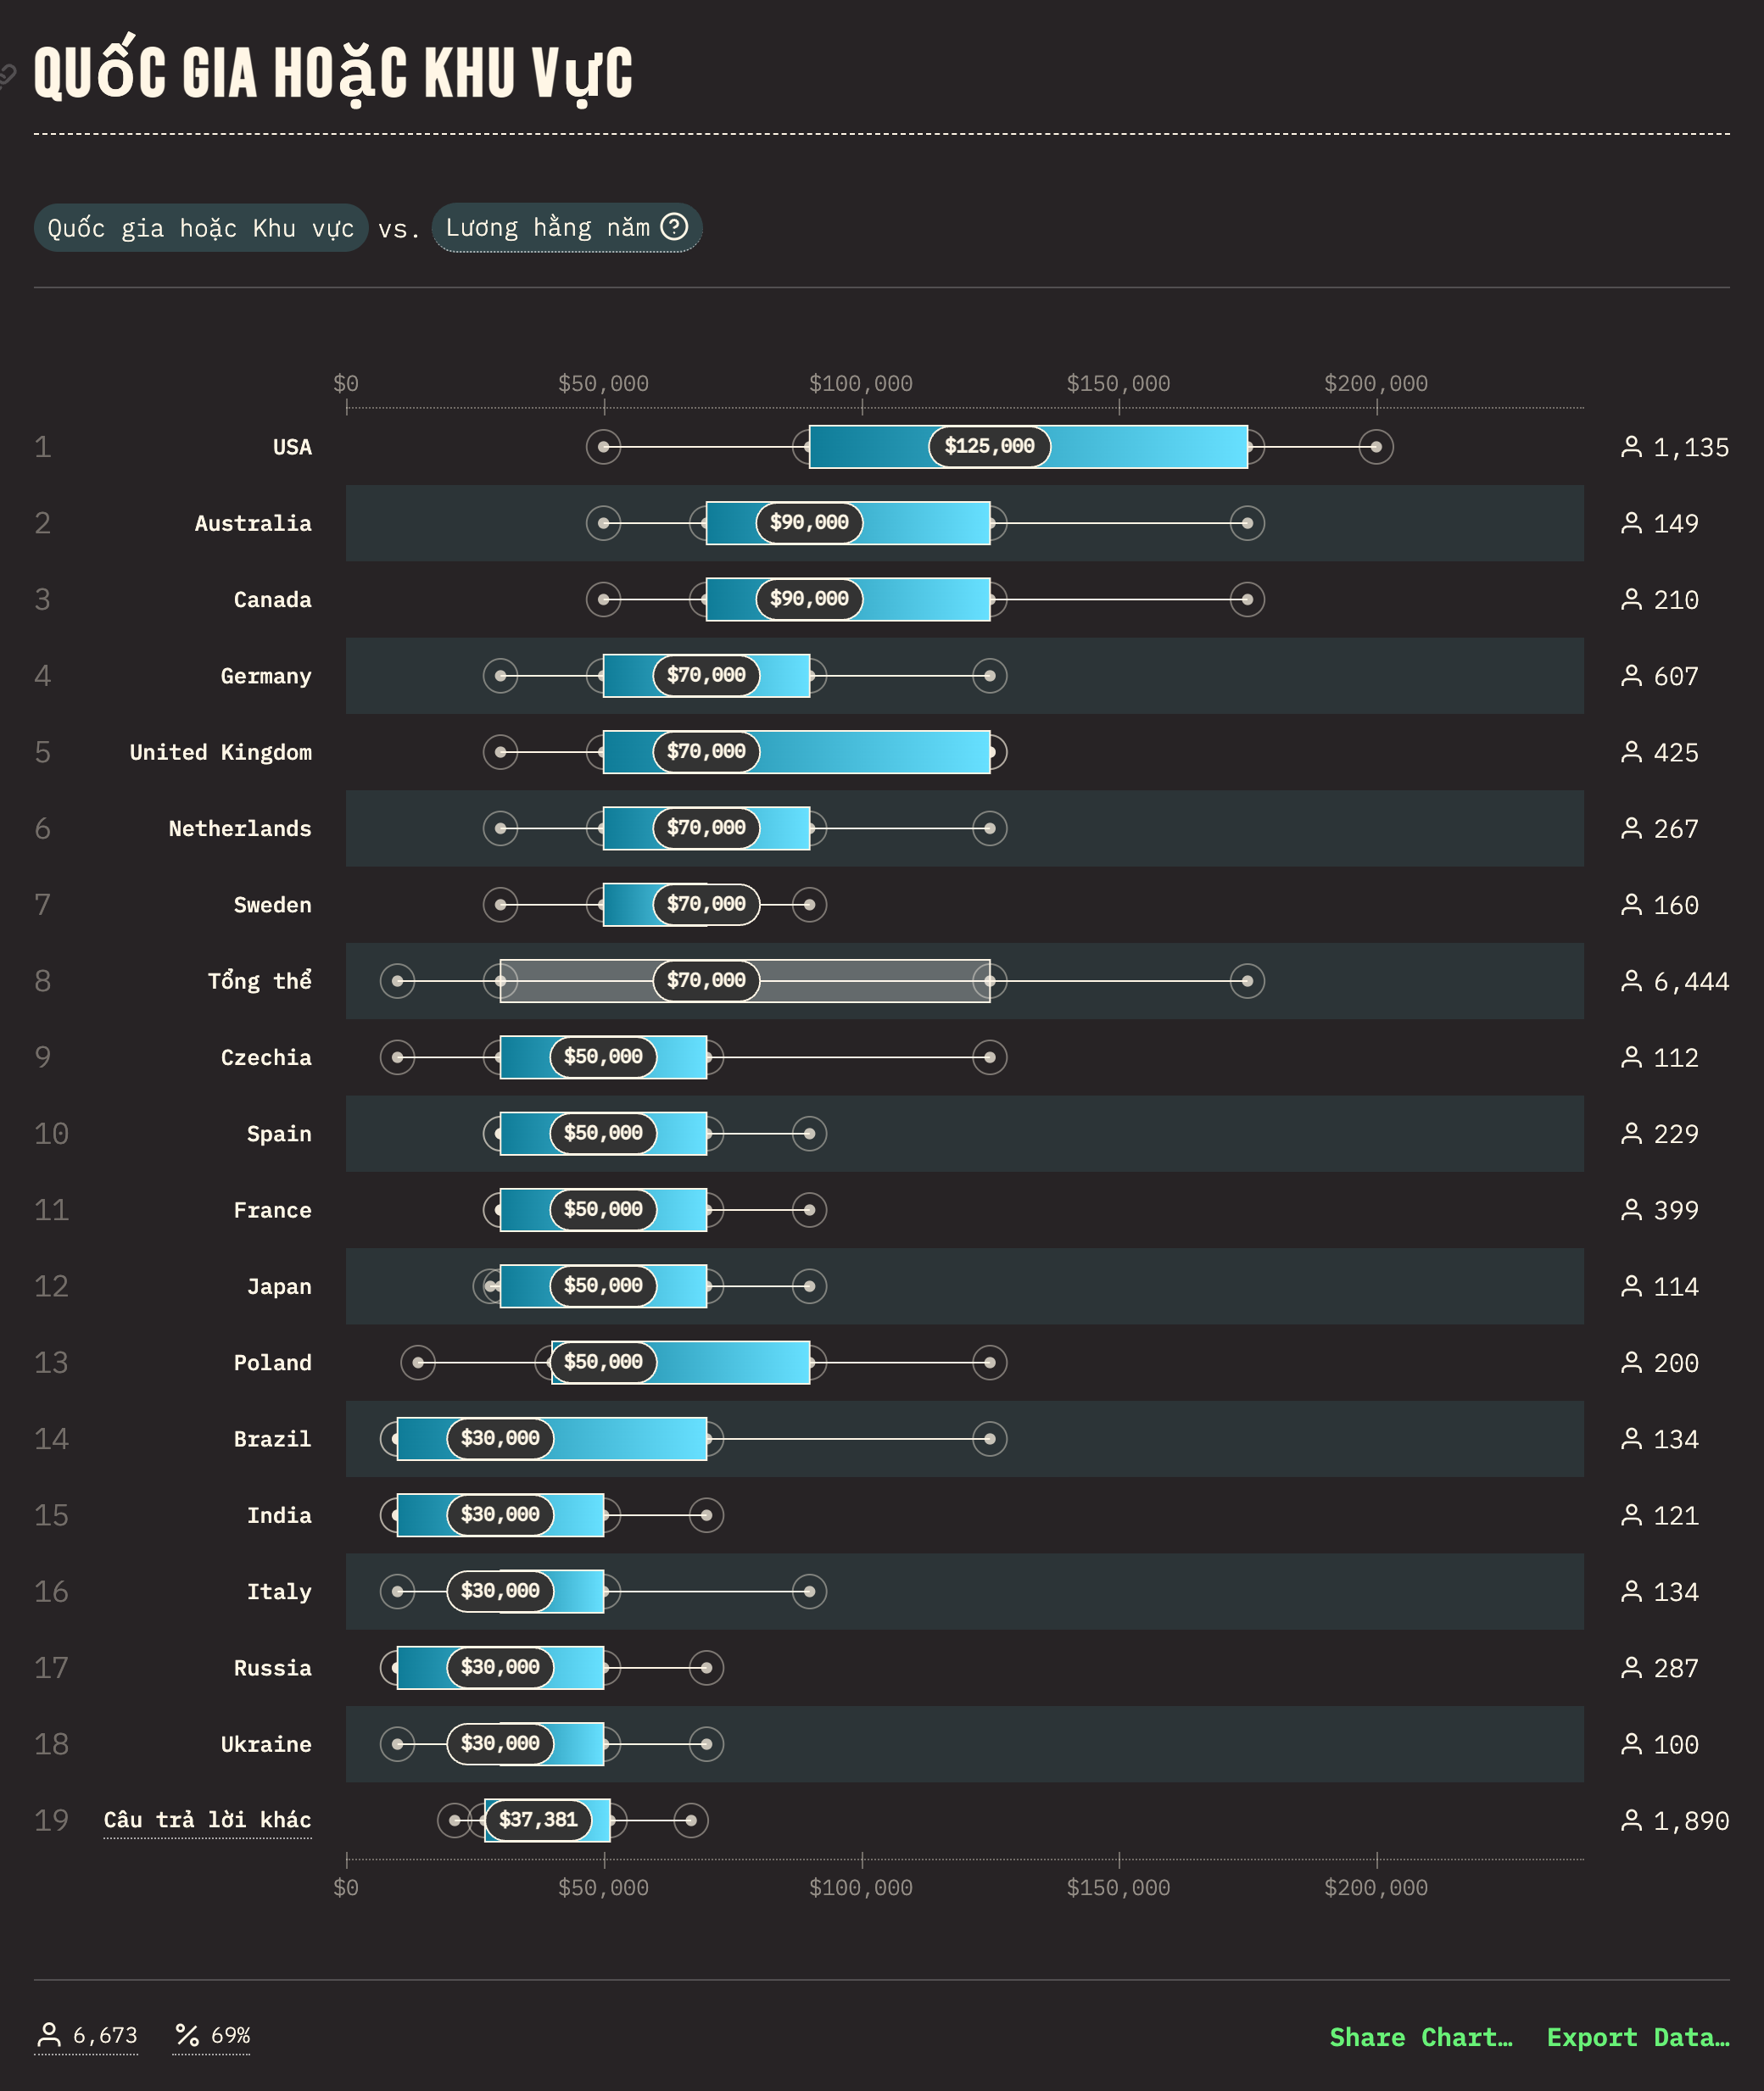 QUỐC GIA HOẶC KHU VỰC
Quốc gia hoặc Khu vực vs. Lương hằng năm
$0 $50,000 $100,000 $150,000 $200,000
1 USA $125,000 1,135
2 Australia $90,000 149
3 Canada $90,000 210
4 Germany $70,000 607
5 United Kingdom $70,000 425
6 Netherlands $70,000 267
7 Sweden $70,000 160
8 Tổng thể $70,000 6,444
9 Czechia $50,000 112
10 Spain $50,000 229
11 France $50,000 399
12 Japan $50,000 114
13 Poland $50,000 200
14 Brazil $30,000 134
15 India $30,000 121
16 Italy $30,000 134
17 Russia $30,000 287
18 Ukraine $30,000 100
19 Câu trả lời khác $37,381 1,890
$0 $50,000 $100,000 $150,000 $200,000
6,673 69% Share Chart… Export Data…